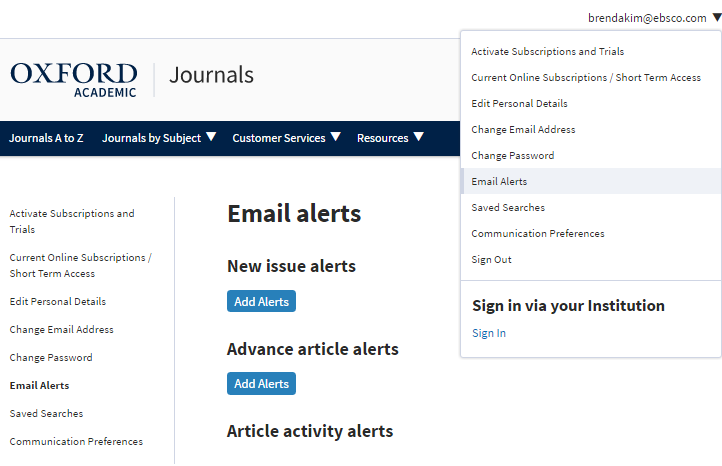 brendakim@ebsco.com
OXFORD
ACADEMIC
Journals
Journals A to Z
Journals by Subject
Customer Services
Resources
Activate Subscriptions and Trials
Current Online Subscriptions / Short Term Access
Edit Personal Details
Change Email Address
Change Password
Email Alerts
Saved Searches
Communication Preferences
Sign Out
Sign in via your Institution
Sign In
Activate Subscriptions and
Trials
Current Online Subscriptions /
Short Term Access
Edit Personal Details
Change Email Address
Change Password
Email Alerts
Saved Searches
Communication Preferences
Email alerts
New issue alerts
Add Alerts
Advance article alerts
Add Alerts
Article activity alerts